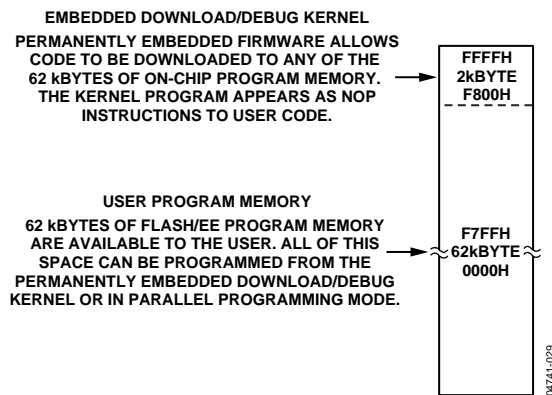 EMBEDDED DOWNLOAD/DEBUG KERNEL
PERMANENTLY EMBEDDED FIRMWARE ALLOWS
CODE TO BE DOWNLOADED TO ANY OF THE
62 kBYTES OF ON-CHIP PROGRAM MEMORY.
THE KERNEL PROGRAM APPEARS AS NOP
INSTRUCTIONS TO USER CODE.
FFFFH
2kBYTE
F800H
USER PROGRAM MEMORY
62 kBYTES OF FLASH/EE PROGRAM MEMORY
ARE AVAILABLE TO THE USER. ALL OF THIS
SPACE CAN BE PROGRAMMED FROM THE
PERMANENTLY EMBEDDED DOWNLOAD/DEBUG
KERNEL OR IN PARALLEL PROGRAMMING MODE.
F7FFH
62kBYTE
0000H
04741-029